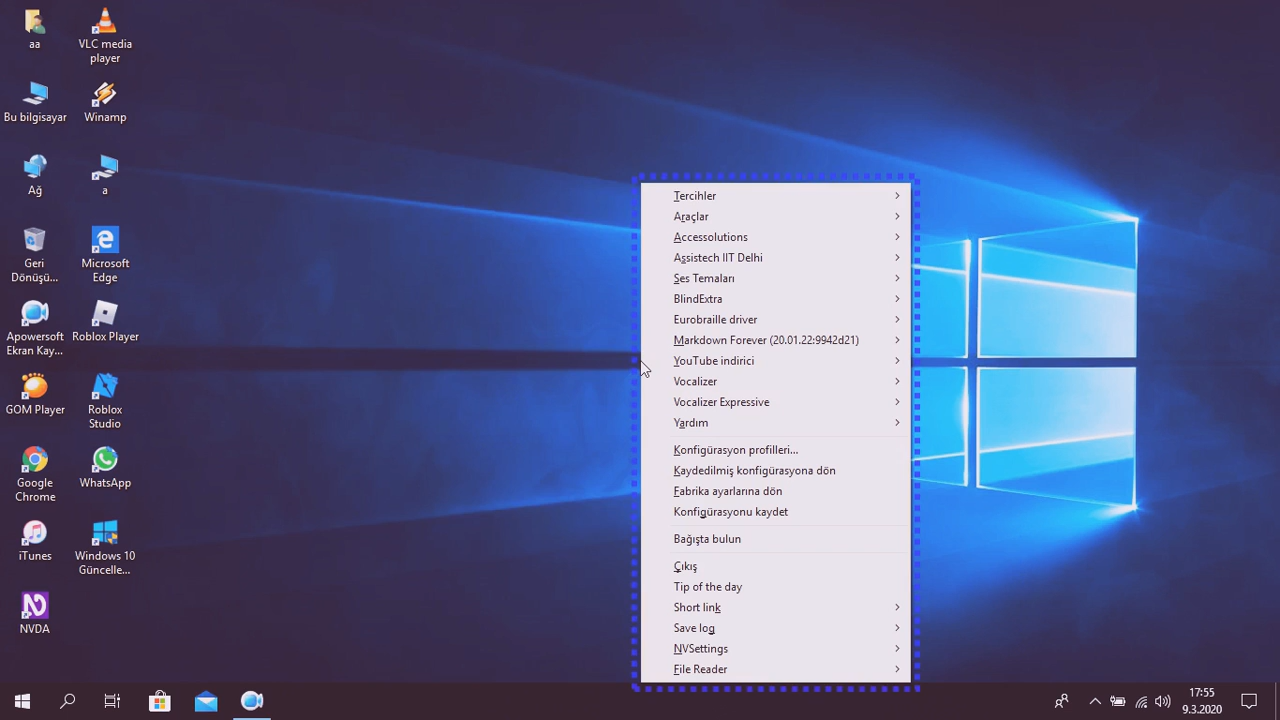 aa
VLC media
player
Bu bilgisayar
Winamp
Ağ
a
Geri
Dönüşü...
Microsoft
Edge
Apowersoft
Ekran Kay...
Roblox Player
GOM Player
Roblox
Studio
Google
Chrome
WhatsApp
iTunes
Windows 10
Güncelle...
NVDA
Tercihler
Araçlar
Accessolutions
Assistech IIT Delhi
Ses Temaları
BlindExtra
Eurobraille driver
Markdown Forever (20.01.22:9942d21)
YouTube indirici
Vocalizer
Vocalizer Expressive
Yardım
Konfigürasyon profilleri...
Kaydedilmiş konfigürasyona dön
Fabrika ayarlarına dön
Konfigürasyonu kaydet
Bağışta bulun
Çıkış
Tip of the day
Short link
Save log
NVSettings
File Reader
17:55
9.3.2020